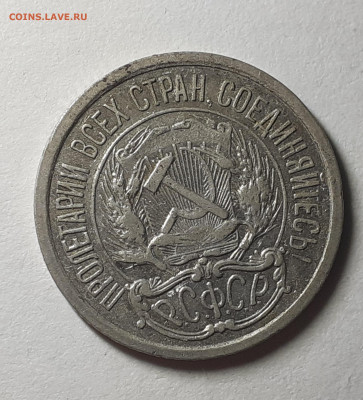 COINS.LAVE.RU
ПРОЛЕТАРИИ ВСЕХ СТРАН, СОЕДИНЯЙТЕСЬ!
Р.С.Ф.С.Р.